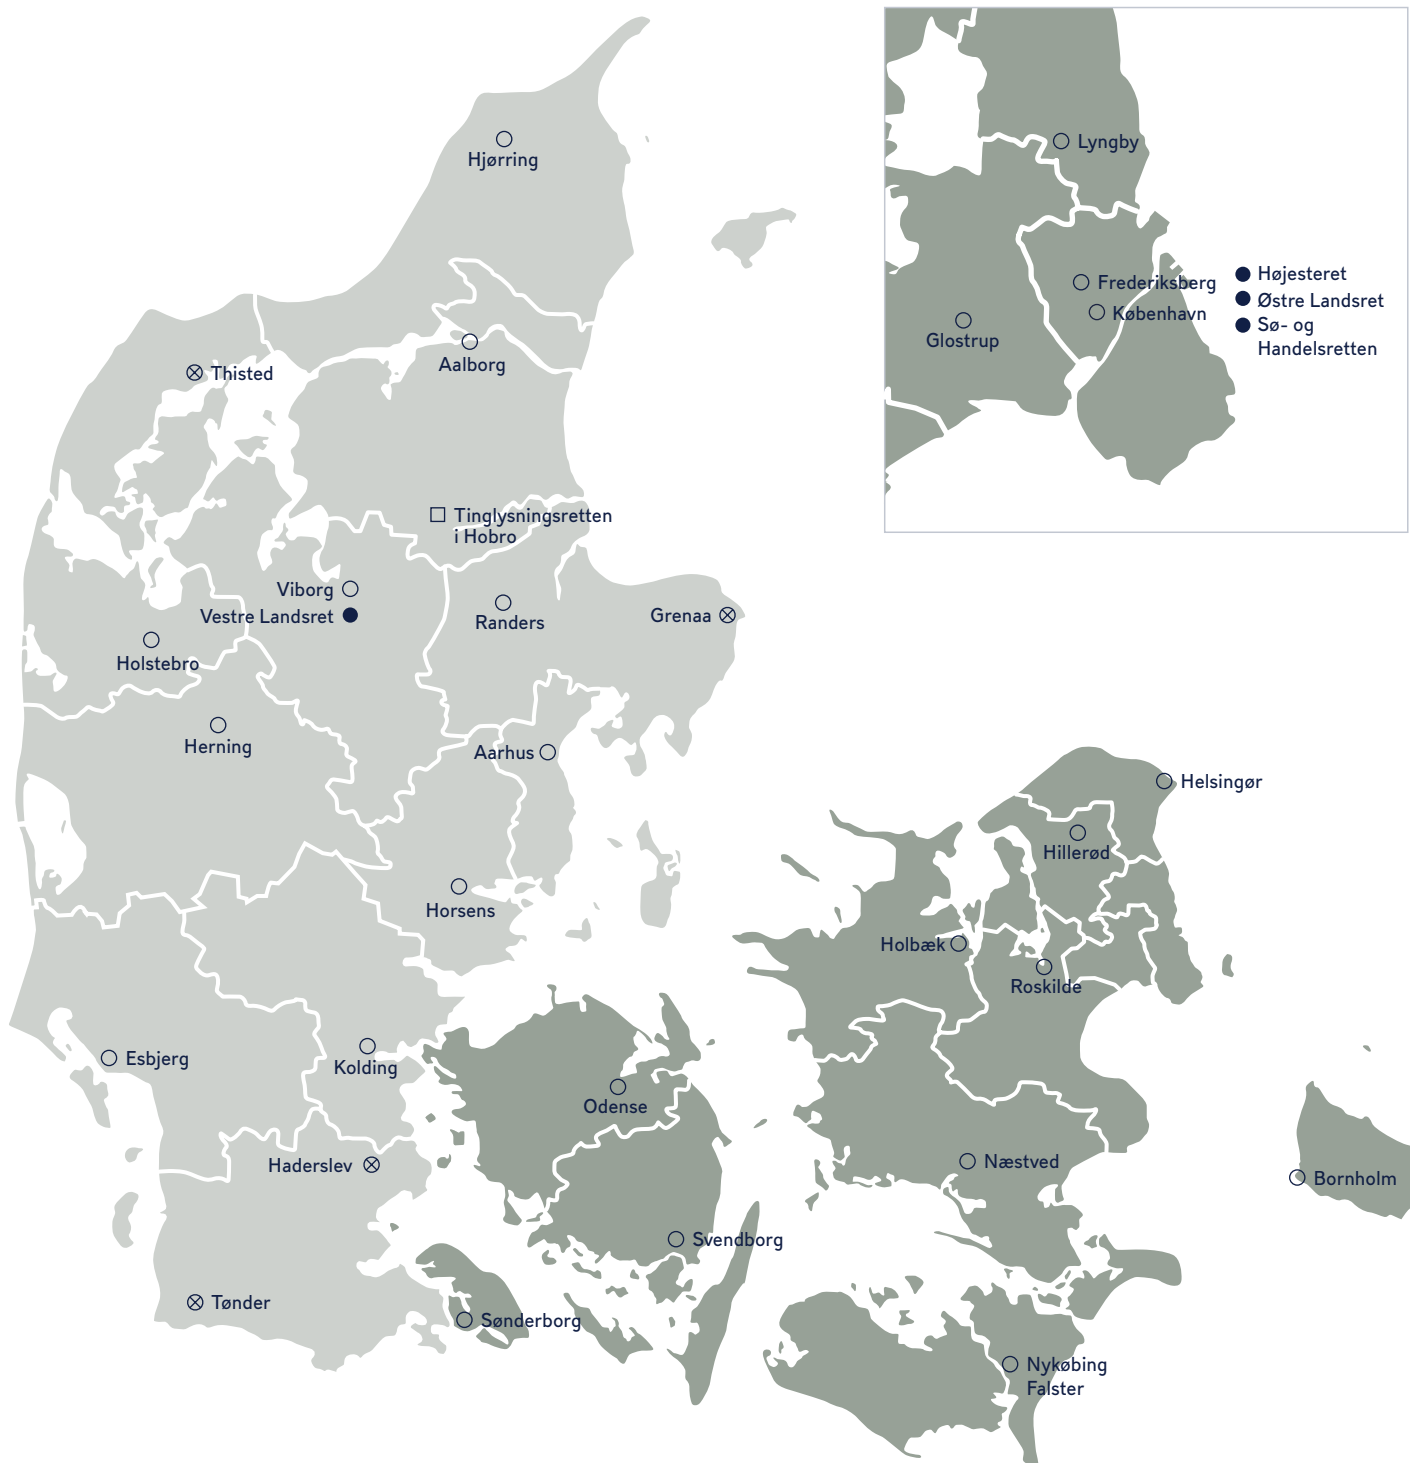 Hjørring
Lyngby
Frederiksberg
København
Glostrup
Højesteret
Østre Landsret
Sø- og
Handelsretten
Aalborg
Thisted
Tinglysningsretten
i Hobro
Viborg
Vestre Landsret
Randers
Grenaa
Holstebro
Herning
Aarhus
Helsingør
Hillerød
Horsens
Holbæk
Roskilde
Esbjerg
Kolding
Odense
Haderslev
Næstved
Bornholm
Svendborg
Tønder
Sønderborg
Nykøbing
Falster